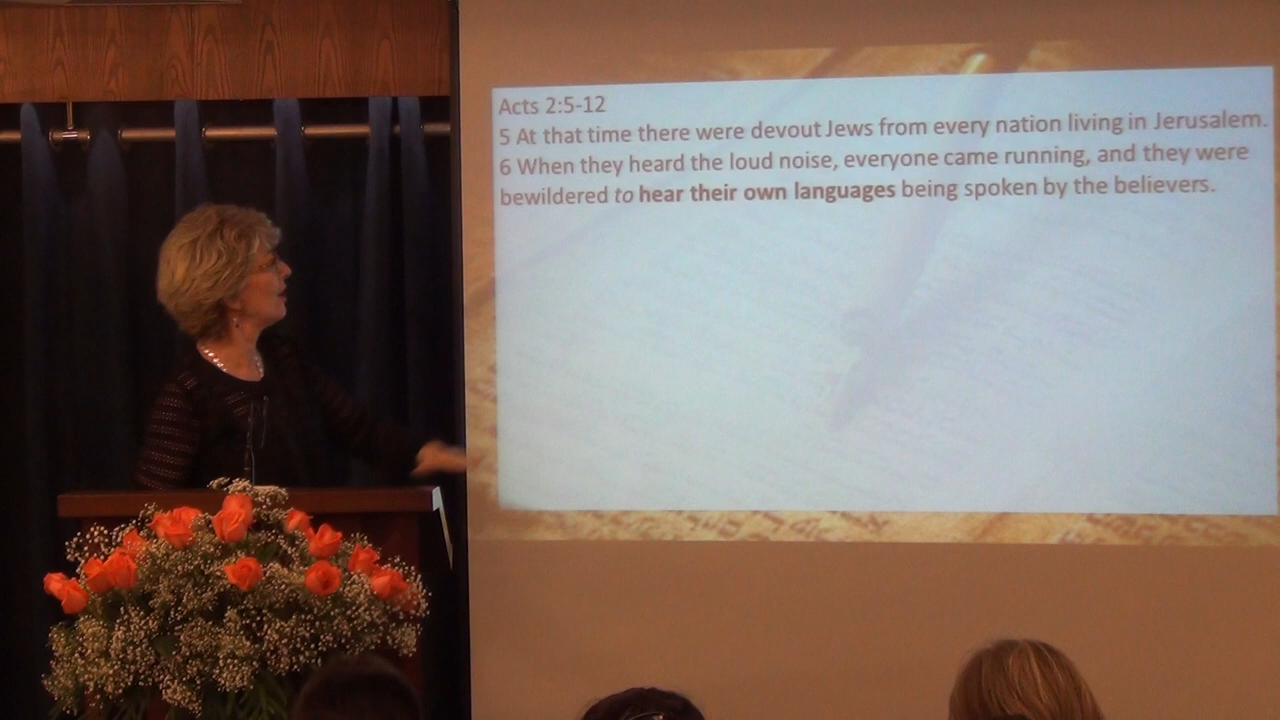 Acts 2:5-12
5 At that time there were devout Jews from every nation living in Jerusalem.
6 When they heard the loud noise, everyone came running, and they were
bewildered to hear their own languages being spoken by the believers.